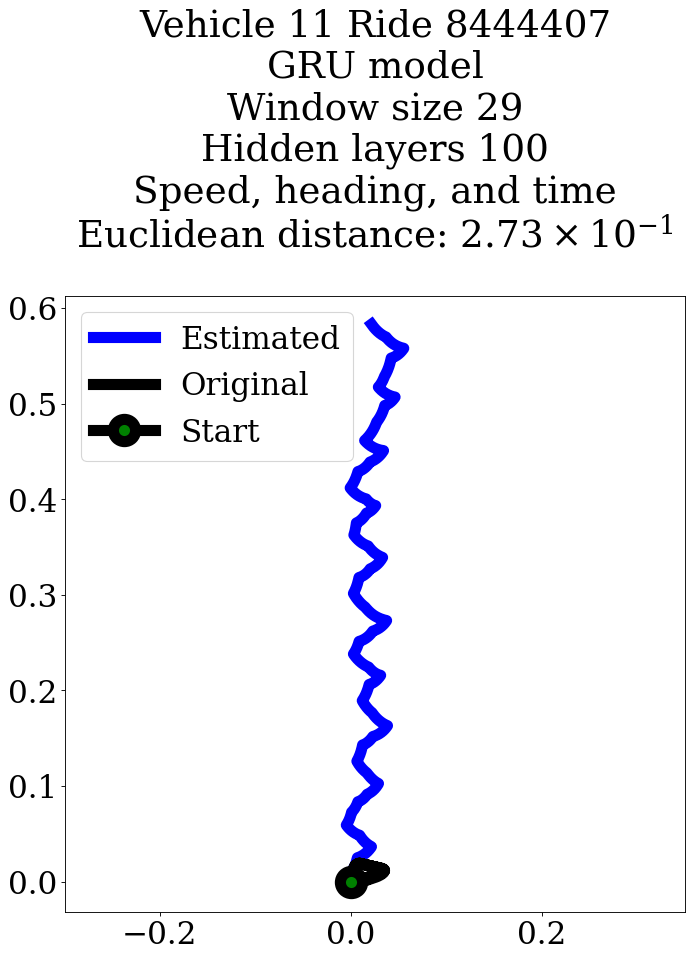 Vehicle 11 Ride 8444407
GRU model
Window size 29
Hidden layers 100
Speed, heading, and time
Euclidean distance: 2.73 × 10⁻¹
Estimated
Original
Start
0.6
0.5
0.4
0.3
0.2
0.1
0.0
−0.2 0.0 0.2